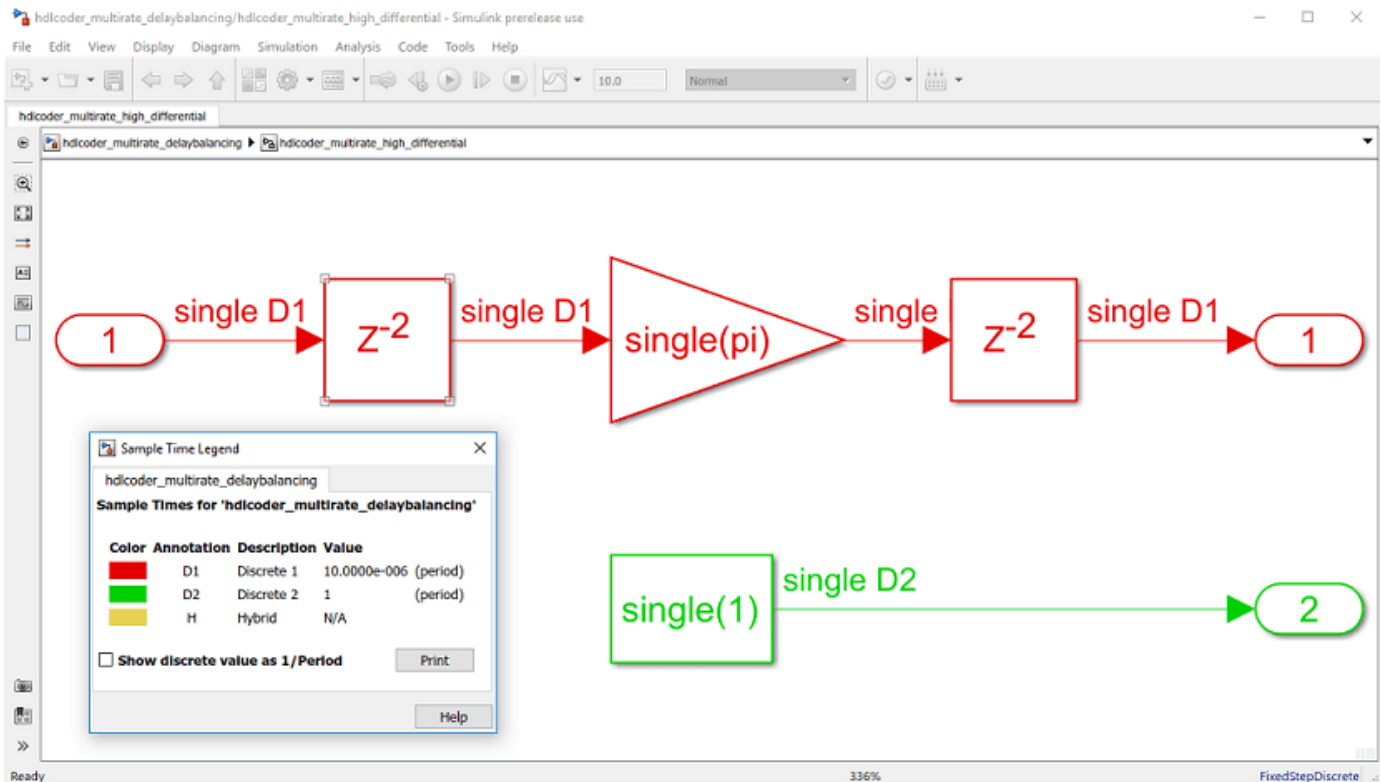 hdlcoder_multirate_delaybalancing/hdlcoder_multirate_high_differential - Simulink prerelease use
File Edit View Display Diagram Simulation Analysis Code Tools Help
10.0 Normal
hdlcoder_multirate_high_differential
hdlcoder_multirate_delaybalancing hdlcoder_multirate_high_differential
single D1 single D1 single single D1
1 Z-2 single(pi) Z-2 1
Sample Time Legend
hdlcoder_multirate_delaybalancing
Sample Times for 'hdlcoder_multirate_delaybalancing'
Color Annotation Description Value
D1 Discrete 1 10.0000e-006 (period)
D2 Discrete 2 1 (period)
H Hybrid N/A
Show discrete value as 1/Period Print
Help
single D2
single(1) 2
Ready 336% FixedStepDiscrete